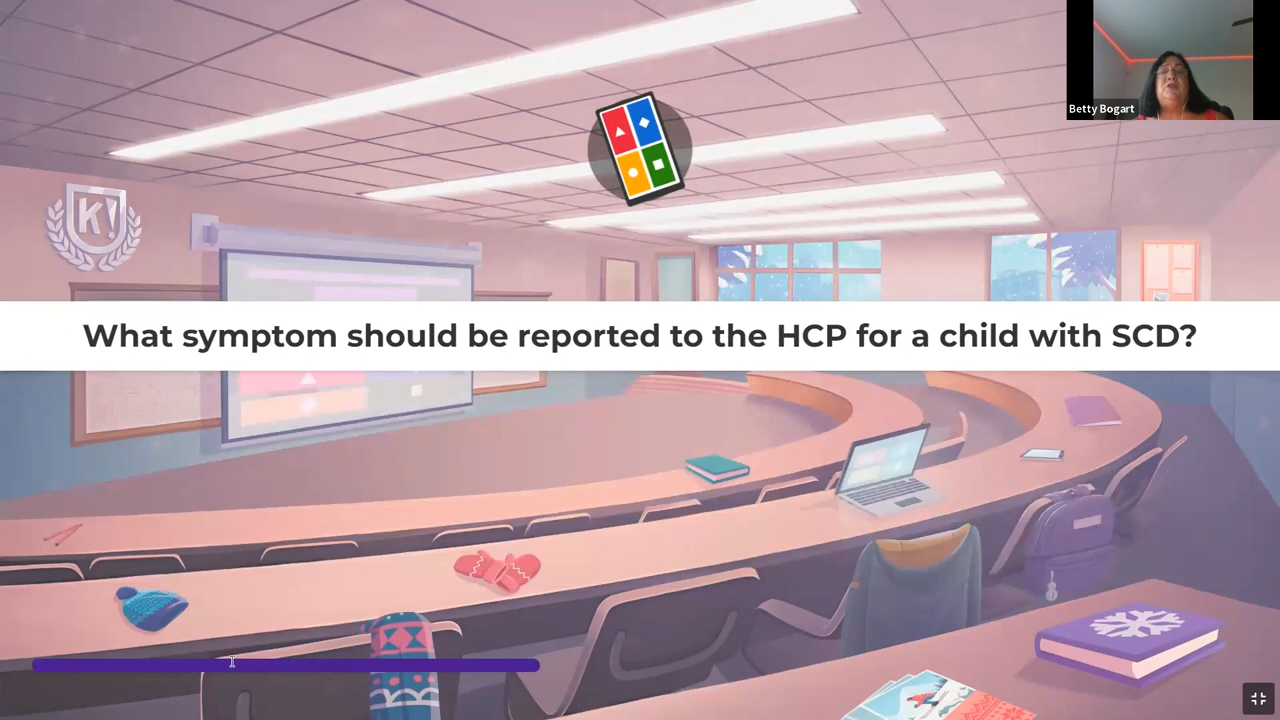 Betty Bogart
K!
What symptom should be reported to the HCP for a child with SCD?